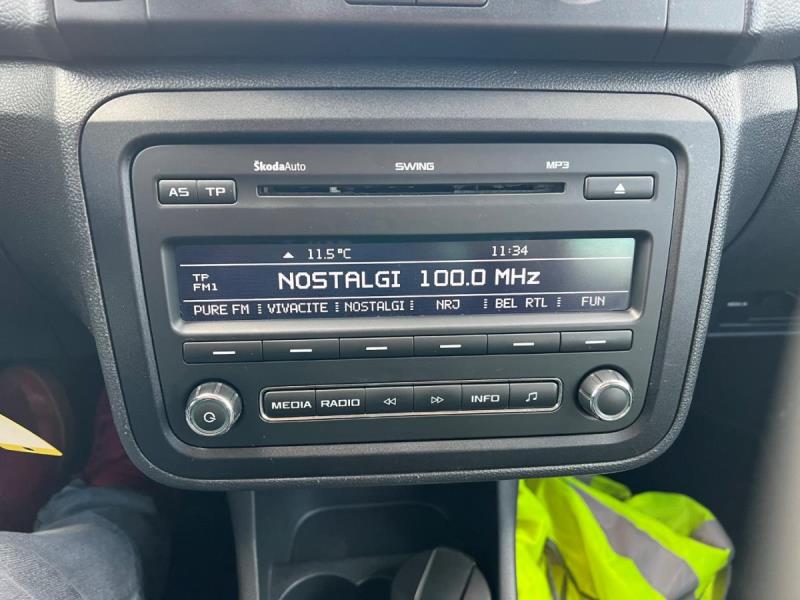 ŠkodaAuto SWING MP3
AS TP
11.5°C 11:34
TP
FM1
NOSTALGI 100.0 MHz
PURE FM VIVACITE NOSTALGI NRJ BEL RTL FUN
MEDIA RADIO INFO